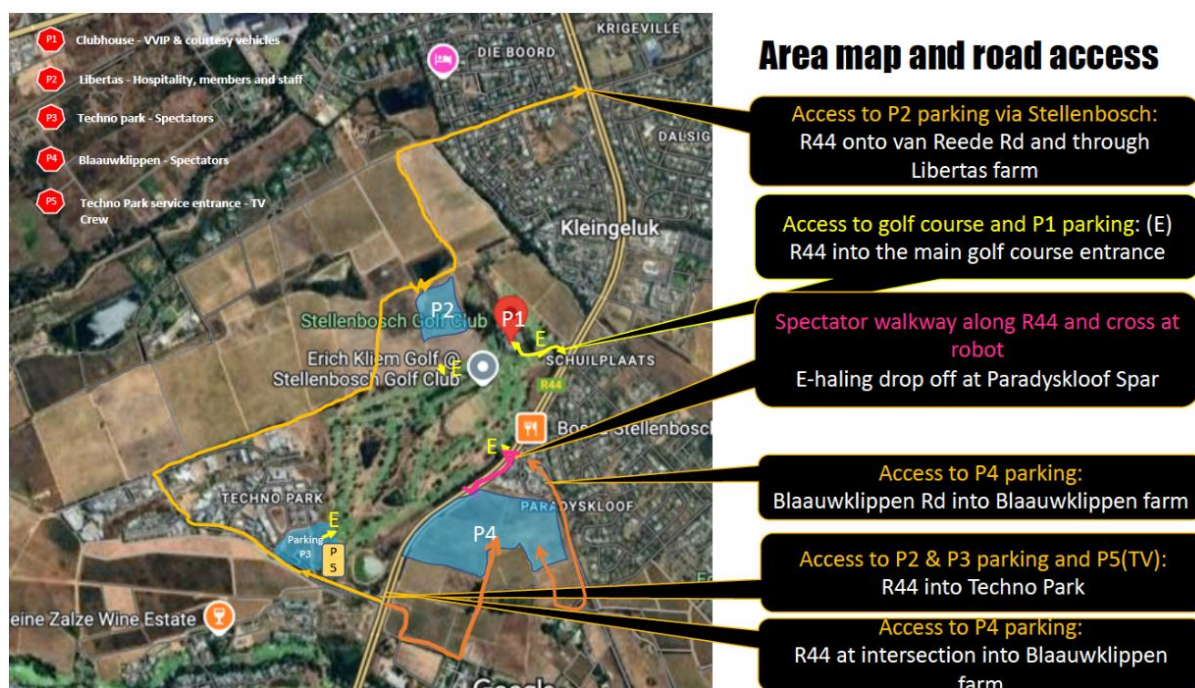 P1 Clubhouse - VVIP & courtesy vehicles
P2 Libertas - Hospitality, members and staff
P3 Techno park - Spectators
P4 Blaauwklippen - Spectators
P5 Techno Park service entrance - TV
Crew
KRIGEVILLE
DIE BOORD
DALSIG
Kleingeluk
P2
P1
Stellenbosch Golf Club
E
SCHUILPLAATS
Erich Kliem Golf @
Stellenbosch Golf Club
E
R44
E
Stellenbosch
TECHNO PARK
PARADYSKLOOF
P4
E
Parking
P3
P
5
eine Zalze Wine Estate
Google
Area map and road access
Access to P2 parking via Stellenbosch:
R44 onto van Reede Rd and through
Libertas farm
Access to golf course and P1 parking: (E)
R44 into the main golf course entrance
Spectator walkway along R44 and cross at
robot
E-haling drop off at Paradyskloof Spar
Access to P4 parking:
Blaauwklippen Rd into Blaauwklippen farm
Access to P2 & P3 parking and P5(TV):
R44 into Techno Park
Access to P4 parking:
R44 at intersection into Blaauwklippen
farm